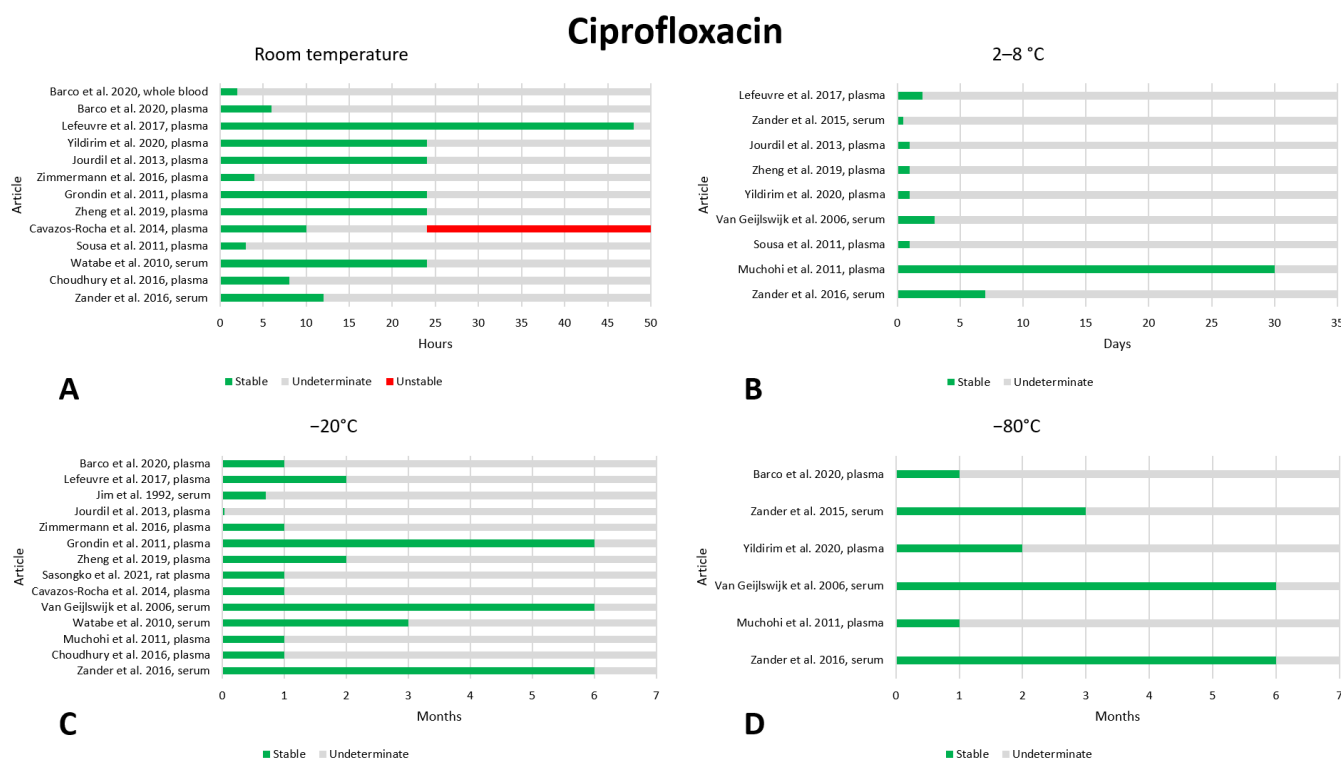 Ciprofloxacin
Room temperature
Article
Barco et al. 2020, whole blood
Barco et al. 2020, plasma
Lefeuvre et al. 2017, plasma
Yildirim et al. 2020, plasma
Jourdil et al. 2013, plasma
Zimmermann et al. 2016, plasma
Grondin et al. 2011, plasma
Zheng et al. 2019, plasma
Cavazos-Rocha et al. 2014, plasma
Sousa et al. 2011, plasma
Watabe et al. 2010, serum
Choudhury et al. 2016, plasma
Zander et al. 2016, serum
0 5 10 15 20 25 30 35 40 45 50
Hours
Stable Undeterminate Unstable
A
2–8 °C
Article
Lefeuvre et al. 2017, plasma
Zander et al. 2015, serum
Jourdil et al. 2013, plasma
Zheng et al. 2019, plasma
Yildirim et al. 2020, plasma
Van Geijlswijk et al. 2006, serum
Sousa et al. 2011, plasma
Muchohi et al. 2011, plasma
Zander et al. 2016, serum
0 5 10 15 20 25 30 35
Days
Stable Undeterminate
B
−20°C
Article
Barco et al. 2020, plasma
Lefeuvre et al. 2017, plasma
Jim et al. 1992, serum
Jourdil et al. 2013, plasma
Zimmermann et al. 2016, plasma
Grondin et al. 2011, plasma
Zheng et al. 2019, plasma
Sasongko et al. 2021, rat plasma
Cavazos-Rocha et al. 2014, plasma
Van Geijlswijk et al. 2006, serum
Watabe et al. 2010, serum
Muchohi et al. 2011, plasma
Choudhury et al. 2016, plasma
Zander et al. 2016, serum
0 1 2 3 4 5 6 7
Months
C
Stable Undeterminate
−80°C
Article
Barco et al. 2020, plasma
Zander et al. 2015, serum
Yildirim et al. 2020, plasma
Van Geijlswijk et al. 2006, serum
Muchohi et al. 2011, plasma
Zander et al. 2016, serum
0 1 2 3 4 5 6 7
Months
D
Stable Undeterminate